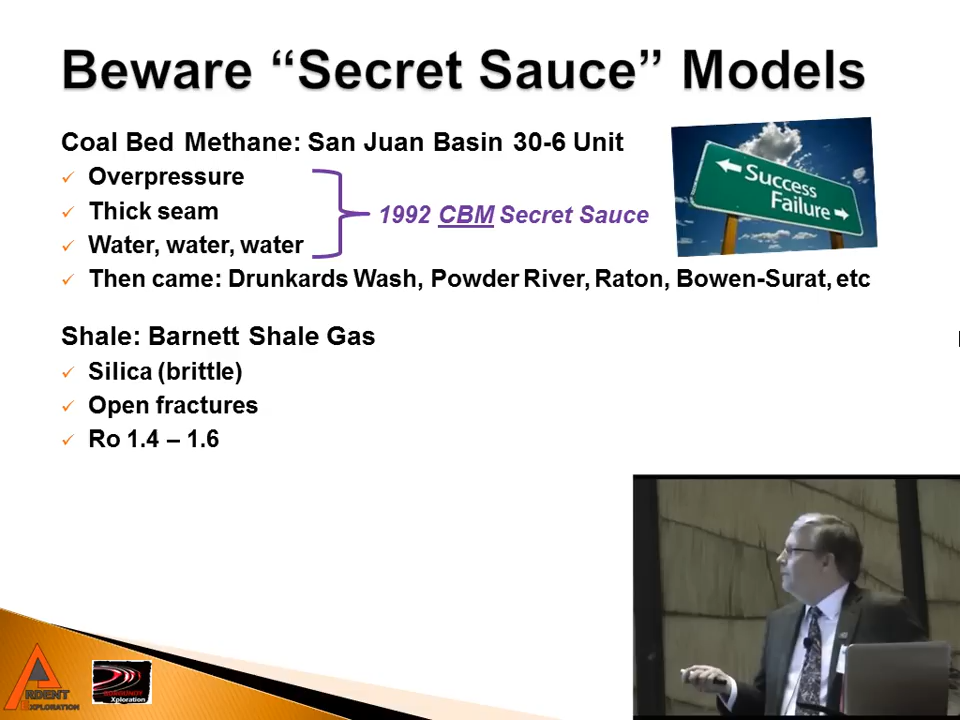 Beware “Secret Sauce” Models
Coal Bed Methane: San Juan Basin 30-6 Unit
Overpressure
Thick seam
Water, water, water
1992 CBM Secret Sauce
Success
Failure
Then came: Drunkards Wash, Powder River, Raton, Bowen-Surat, etc
Shale: Barnett Shale Gas
Silica (brittle)
Open fractures
Ro 1.4 – 1.6
ARDENT
EXPLORATION
Xploration